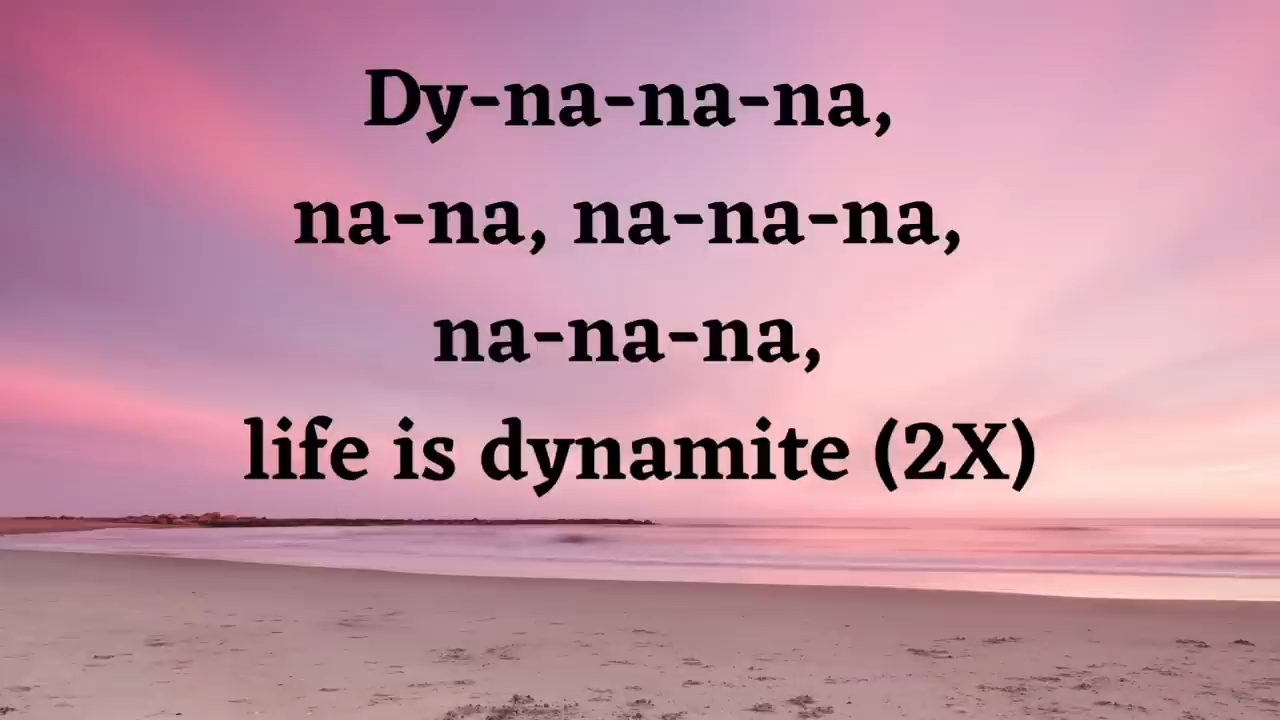 Dy-na-na-na,
na-na, na-na-na,
na-na-na,
life is dynamite (2X)